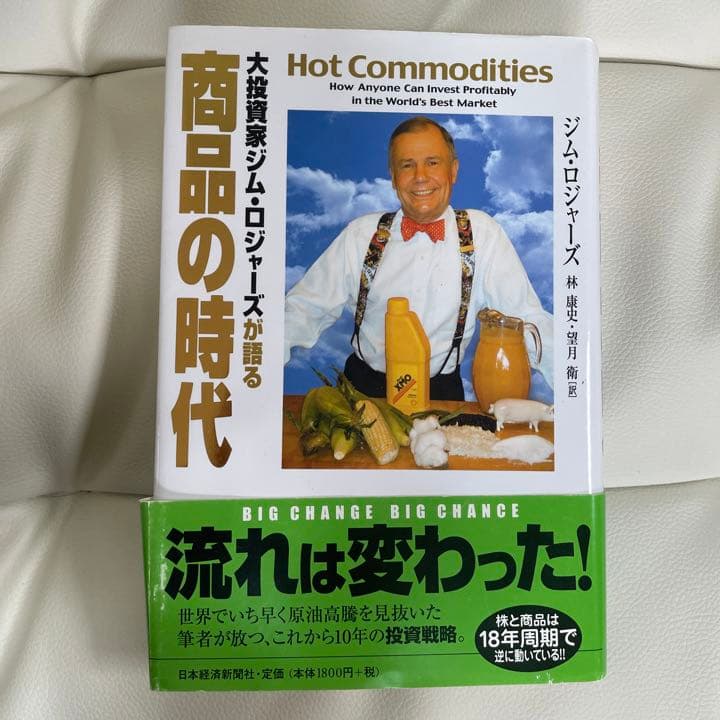 大投資家ジム・ロジャーズが語る
商品の時代
Hot Commodities
How Anyone Can Invest Profitably
in the World's Best Market
ジム・ロジャーズ
林 康史・望月 衛[訳]
OHX
BIG CHANGE BIG CHANCE
流れは変わった!
世界でいち早く原油高騰を見抜いた
筆者が放つ、これから10年の投資戦略。
株と商品は
18年周期で
逆に動いている!!
日本経済新聞社・定価(本体1800円+税)